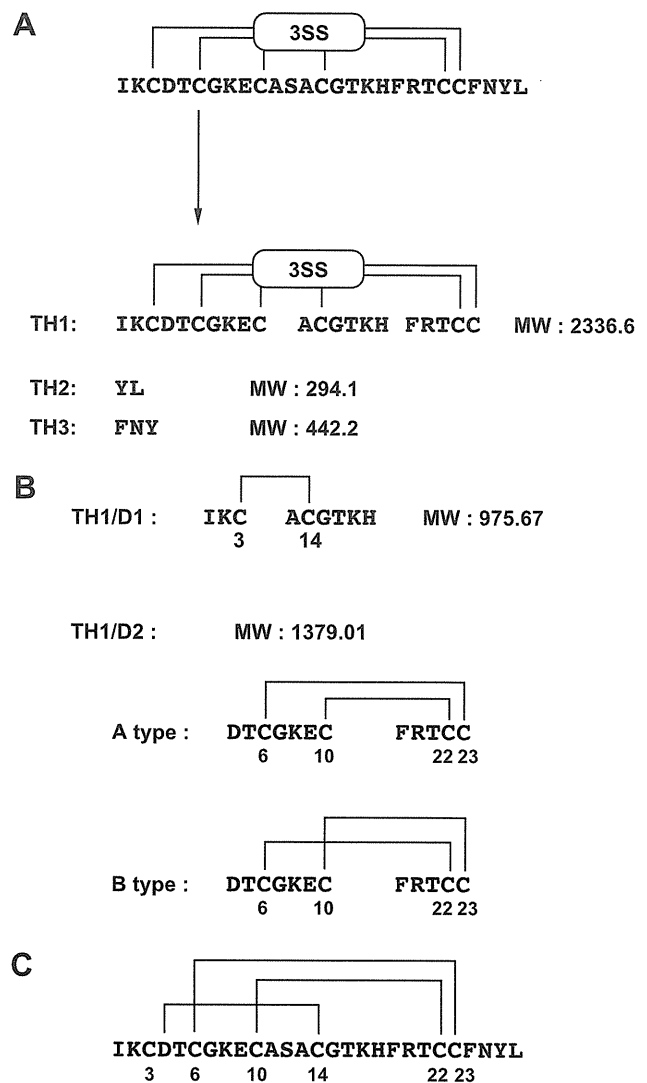 A
3SS
IKCDTCGKECASACGTKHFRTCCFNYL
3SS
TH1: IKCDTCGKEC ACGTKH FRTCC MW : 2336.6
TH2: YL MW : 294.1
TH3: FNY MW : 442.2
B
TH1/D1 : IKC ACGTKH MW : 975.67
3 14
TH1/D2 : MW : 1379.01
A type : DTCGKEC FRTCC
6 10 22 23
B type : DTCGKEC FRTCC
6 10 22 23
C
IKCDTCGKECASACGTKHFRTCCFNYL
3 6 10 14 22 23